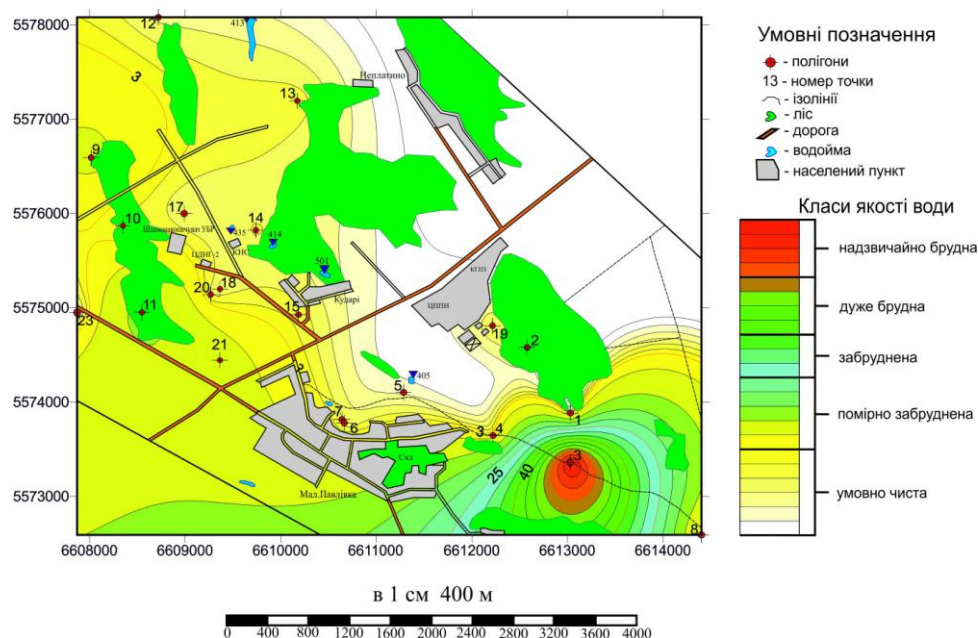 5578000
5577000
5576000
5575000
5574000
5573000
12
413
3
Неплатино
13
9
17
14
10
435
414
КНС
ЦДНГ-2
501
КГПЗ
18
20
Кударі
ЦППН
11
15
23
19
2
21
405
5
1
7
6
3
4
3
Сад
25
40
Мал.Павлівка
8
6608000 6609000 6610000 6611000 6612000 6613000 6614000
в 1 см 400 м
0 400 800 1200 1600 2000 2400 2800 3200 3600 4000
Умовні позначення
- полігони
13 - номер точки
- ізолінії
- ліс
- дорога
- водойма
- населений пункт
Класи якості води
надзвичайно брудна
дуже брудна
забруднена
помірно забруднена
умовно чиста